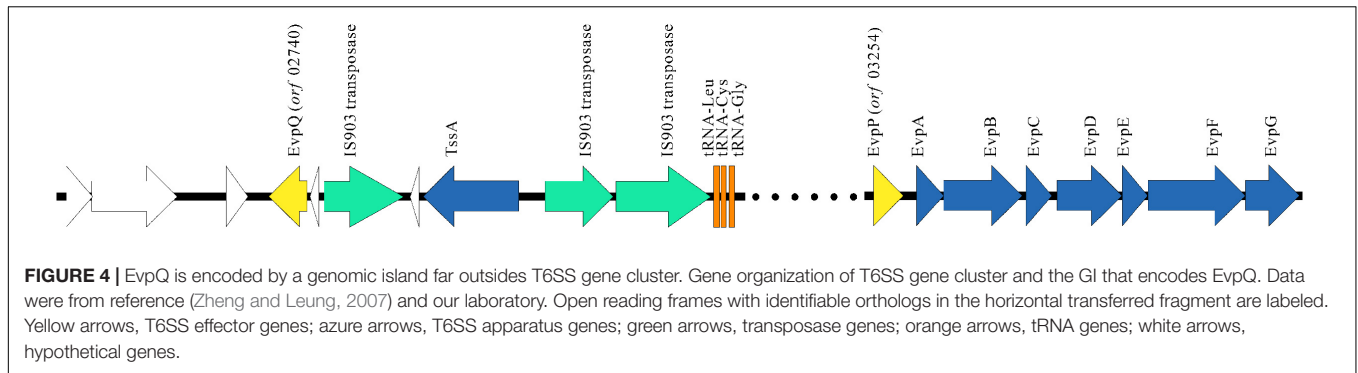 EvpQ (orf 02740)
IS903 transposase
TssA
IS903 transposase
IS903 transposase
tRNA-Leu
tRNA-Cys
tRNA-Gly
EvpP (orf 03254)
EvpA
EvpB
EvpC
EvpD
EvpE
EvpF
EvpG
FIGURE 4 | EvpQ is encoded by a genomic island far outsides T6SS gene cluster. Gene organization of T6SS gene cluster and the GI that encodes EvpQ. Data
were from reference (Zheng and Leung, 2007) and our laboratory. Open reading frames with identifiable orthologs in the horizontal transferred fragment are labeled.
Yellow arrows, T6SS effector genes; azure arrows, T6SS apparatus genes; green arrows, transposase genes; orange arrows, tRNA genes; white arrows,
hypothetical genes.